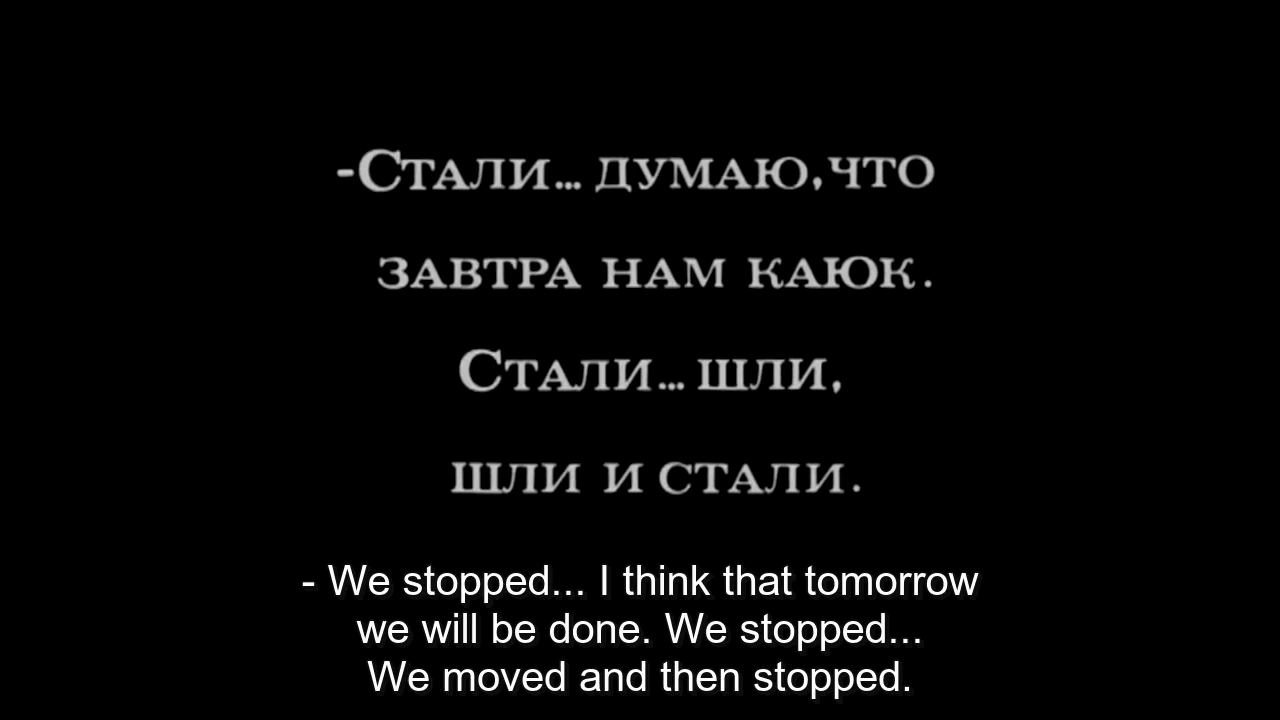 -Стали... думаю, что
завтра нам каюк.
Стали... шли,
шли и стали.
- We stopped... I think that tomorrow
we will be done. We stopped...
We moved and then stopped.